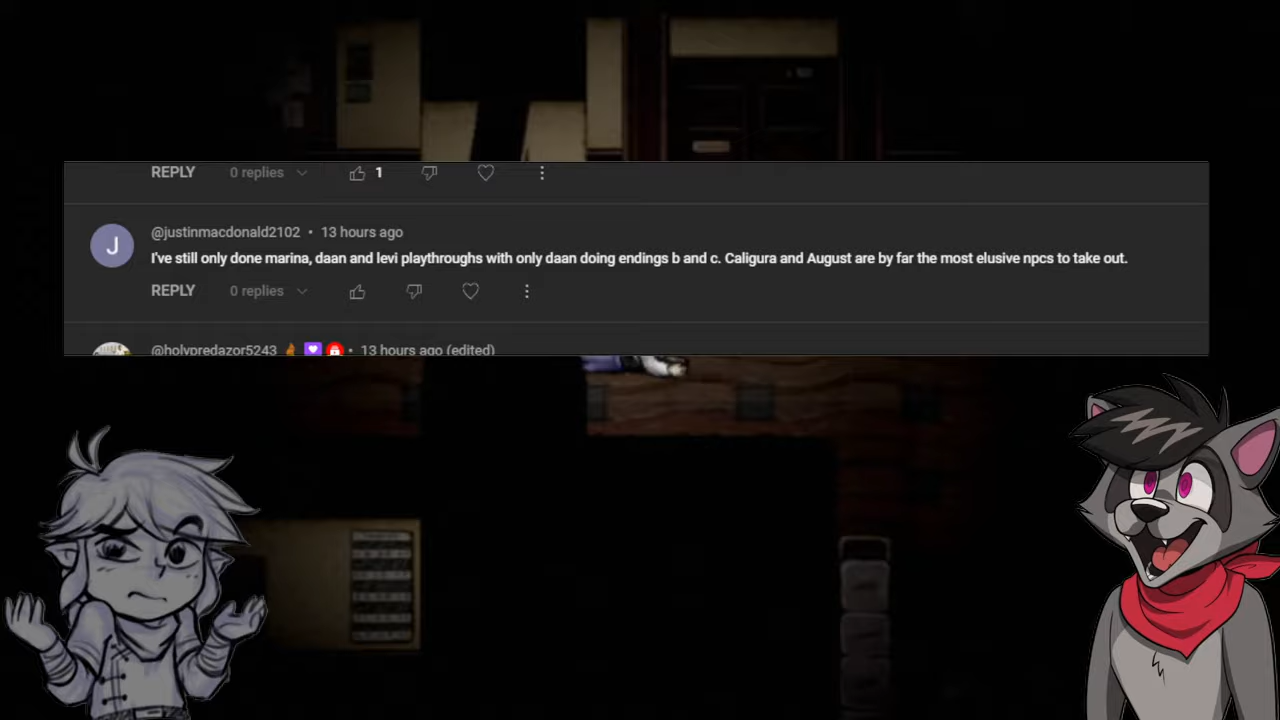 REPLY 0 replies 1
J @justinmacdonald2102 • 13 hours ago
I've still only done marina, daan and levi playthroughs with only daan doing endings b and c. Caligura and August are by far the most elusive npcs to take out.
REPLY 0 replies
@holypredazor5243 • 13 hours ago (edited)